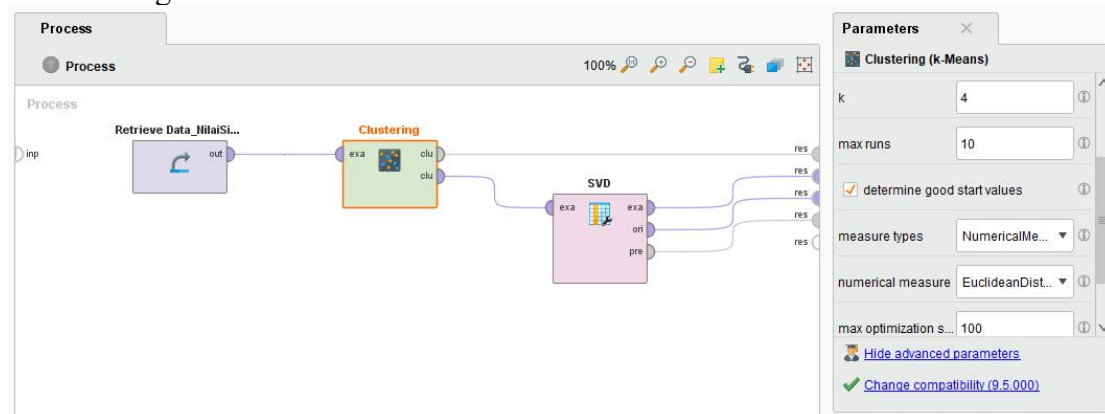 Process
Process
100%
Process
inp
Retrieve Data_NilaiSi...
out
Clustering
exa
clu
clu
SVD
exa
exa
ori
pre
res
res
res
res
res
Parameters
Clustering (k-Means)
k
4
max runs
10
determine good start values
measure types
NumericalMe...
numerical measure
EuclideanDist...
max optimization s...
100
Hide advanced parameters
Change compatibility (9.5.000)